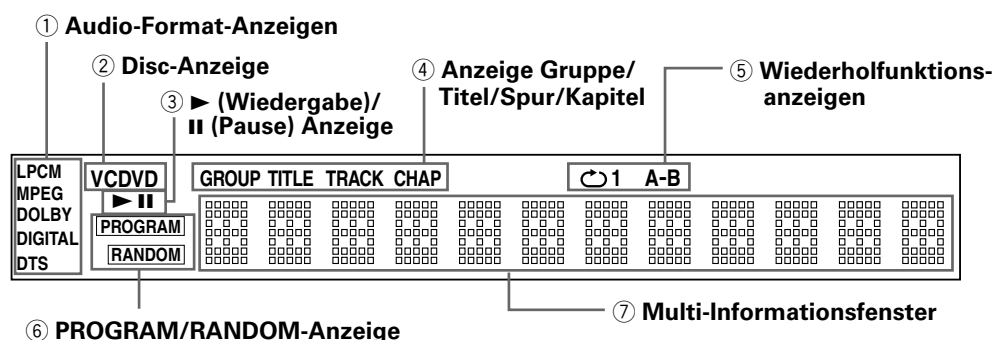 ① Audio-Format-Anzeigen
② Disc-Anzeige
③ ► (Wiedergabe)/
II (Pause) Anzeige
④ Anzeige Gruppe/
Titel/Spur/Kapitel
⑤ Wiederholfunktions-
anzeigen
LPCM
MPEG
DOLBY
DIGITAL
DTS
VCDVD
► II
PROGRAM
RANDOM
GROUP TITLE TRACK CHAP
1 A-B
⑥ PROGRAM/RANDOM-Anzeige
⑦ Multi-Informationsfenster